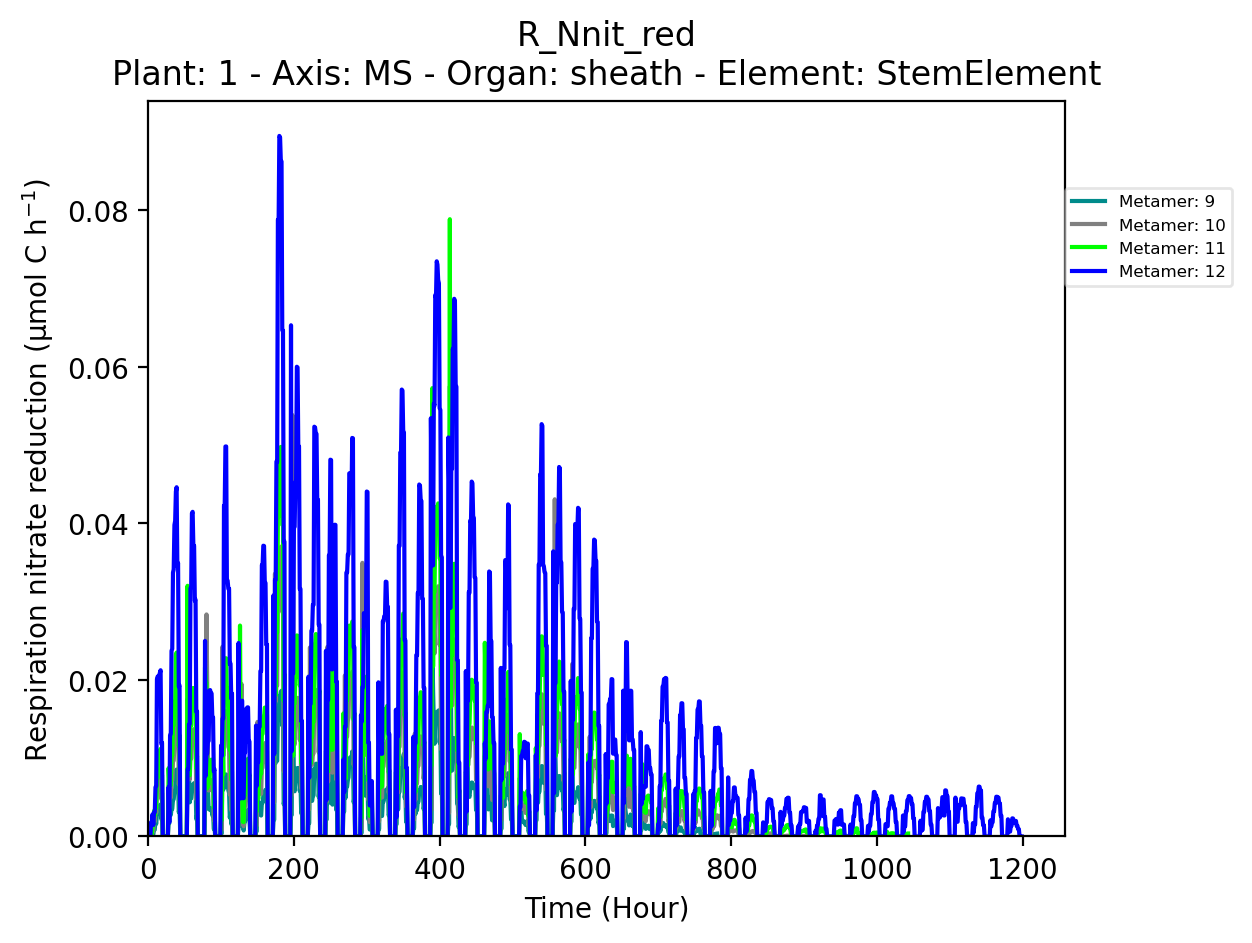 R_Nnit_red
Plant: 1 - Axis: MS - Organ: sheath - Element: StemElement
Respiration nitrate reduction (µmol C h⁻¹)
0.08
0.06
0.04
0.02
0.00
0
200
400
600
800
1000
1200
Time (Hour)
Metamer: 9
Metamer: 10
Metamer: 11
Metamer: 12